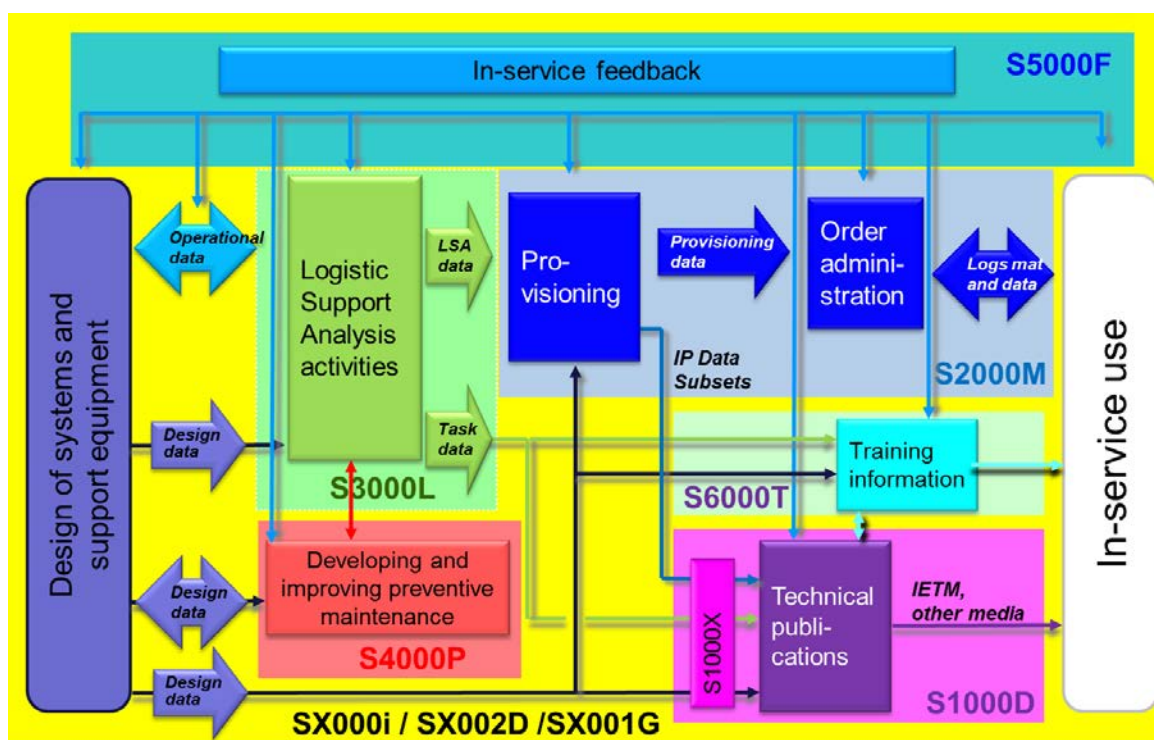 In-service feedback
S5000F
Design of systems and
support equipment
Operational
data
Logistic
Support
Analysis
activities
LSA
data
Pro-
visioning
Provisioning
data
Order
admini-
stration
Logs mat
and data
In-service use
IP Data
Subsets
S2000M
Design
data
Task
data
S3000L
Training
information
S6000T
Design
data
Developing and
improving preventive
maintenance
S4000P
S1000X
Technical
publi-
cations
IETM,
other media
S1000D
Design
data
SX000i / SX002D /SX001G